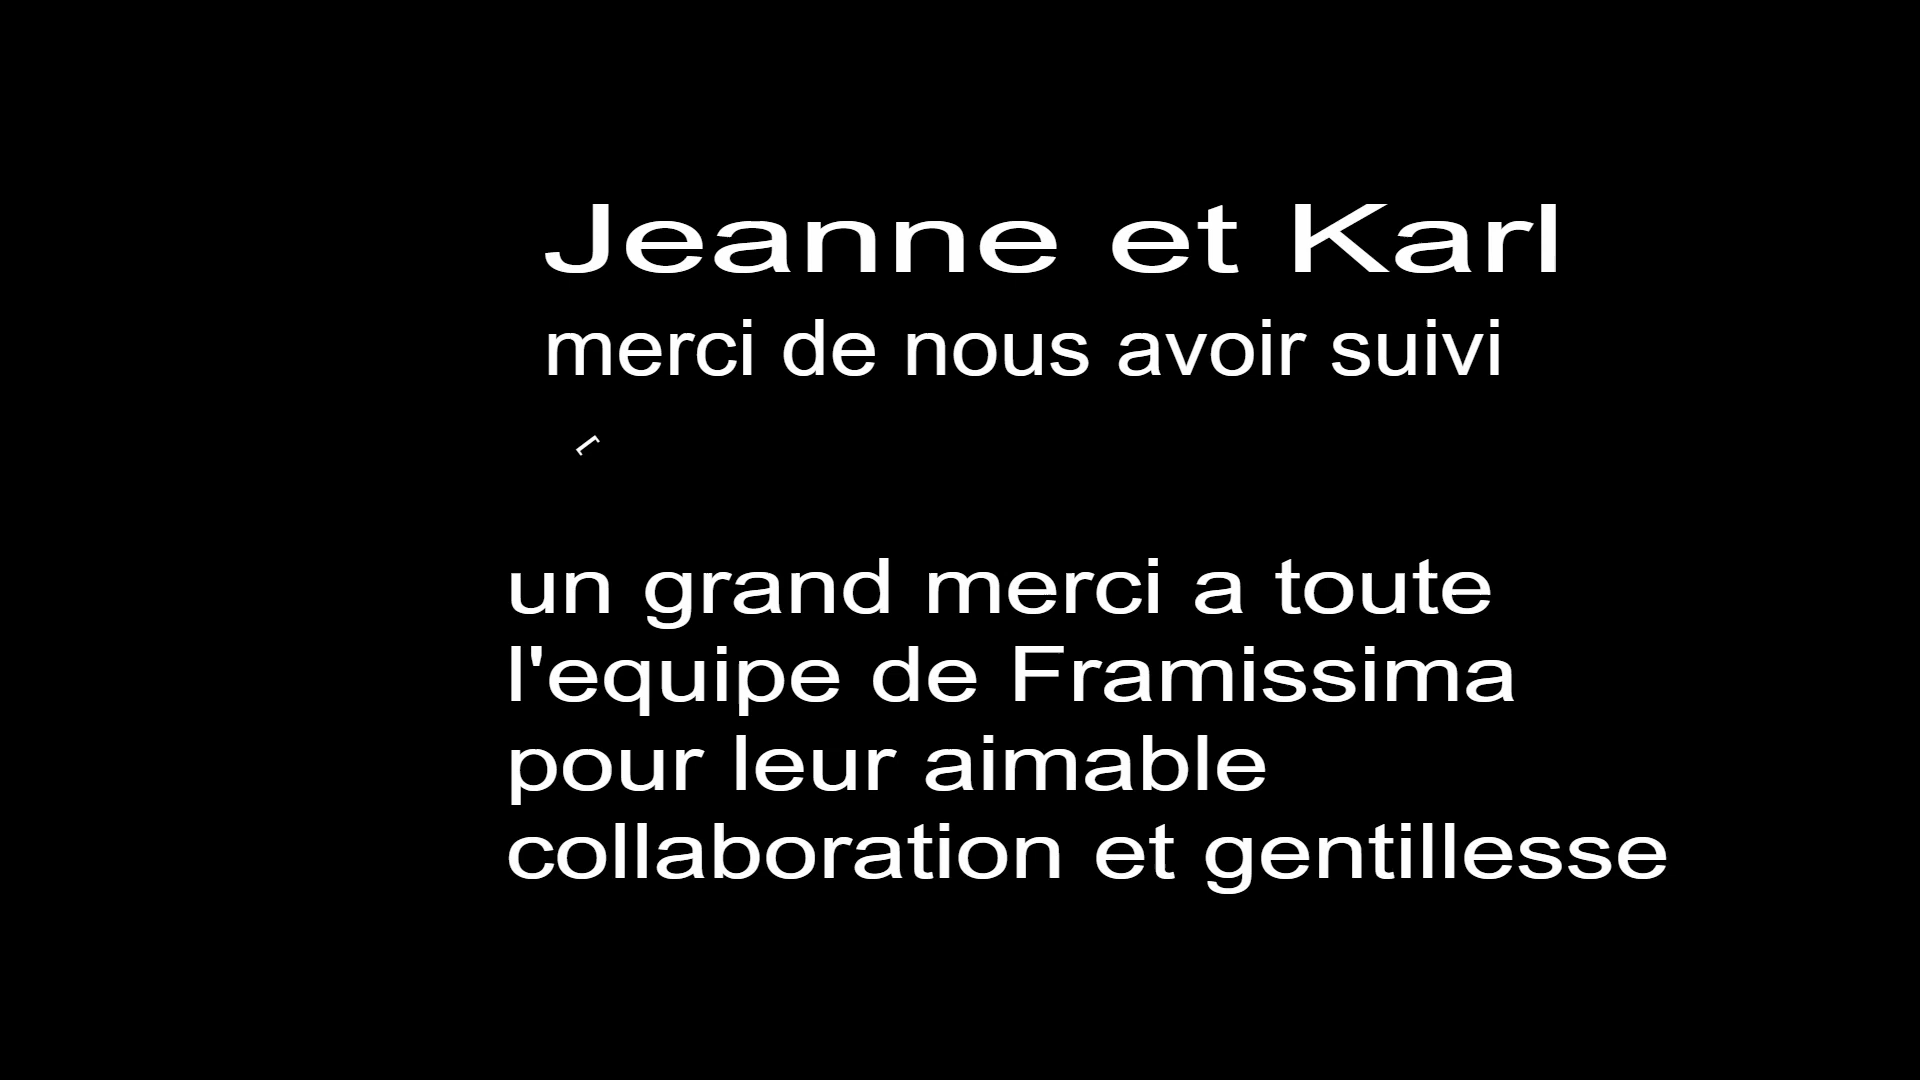 Jeanne et Karl
merci de nous avoir suivi
un grand merci a toute
l'equipe de Framissima
pour leur aimable
collaboration et gentillesse